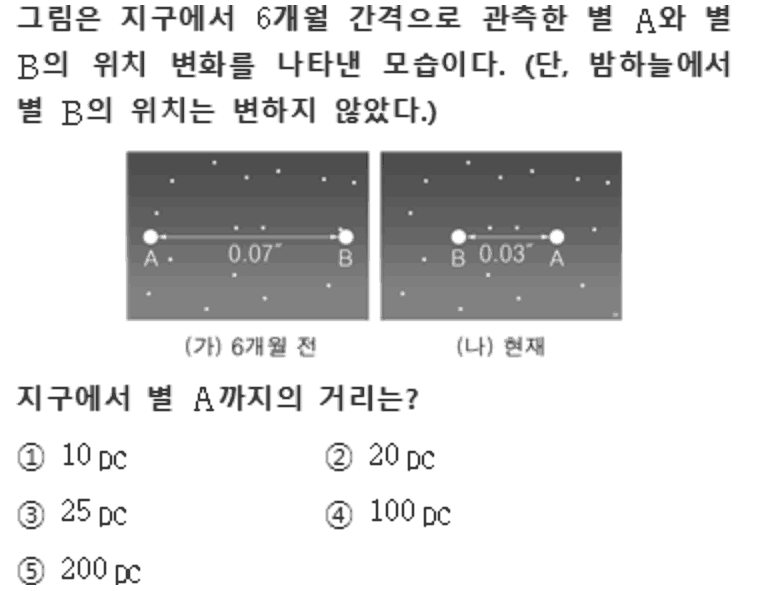 그림은 지구에서 6개월 간격으로 관측한 별 A와 별
B의 위치 변화를 나타낸 모습이다. (단, 밤하늘에서
별 B의 위치는 변하지 않았다.)
0.07″
A B
0.03″
B A
(가) 6개월 전 (나) 현재
지구에서 별 A까지의 거리는?
① 10 pc ② 20 pc
③ 25 pc ④ 100 pc
⑤ 200 pc